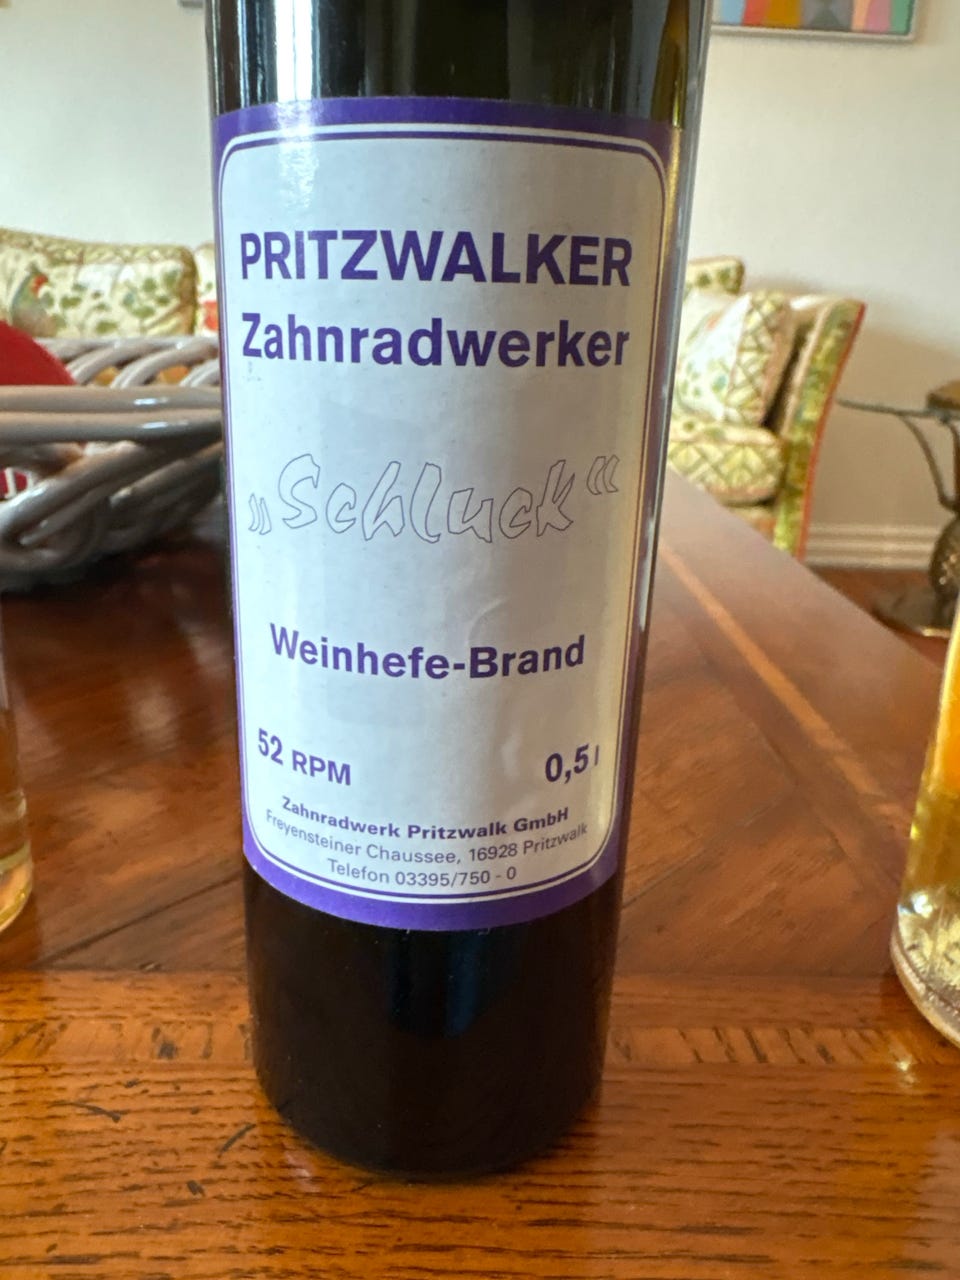 PRITZWALKER
Zahnradwerker
„Schluck“
Weinhefe-Brand
52 RPM 0,5 l
Zahnradwerk Pritzwalk GmbH
Freyensteiner Chaussee, 16928 Pritzwalk
Telefon 03395/750 - 0